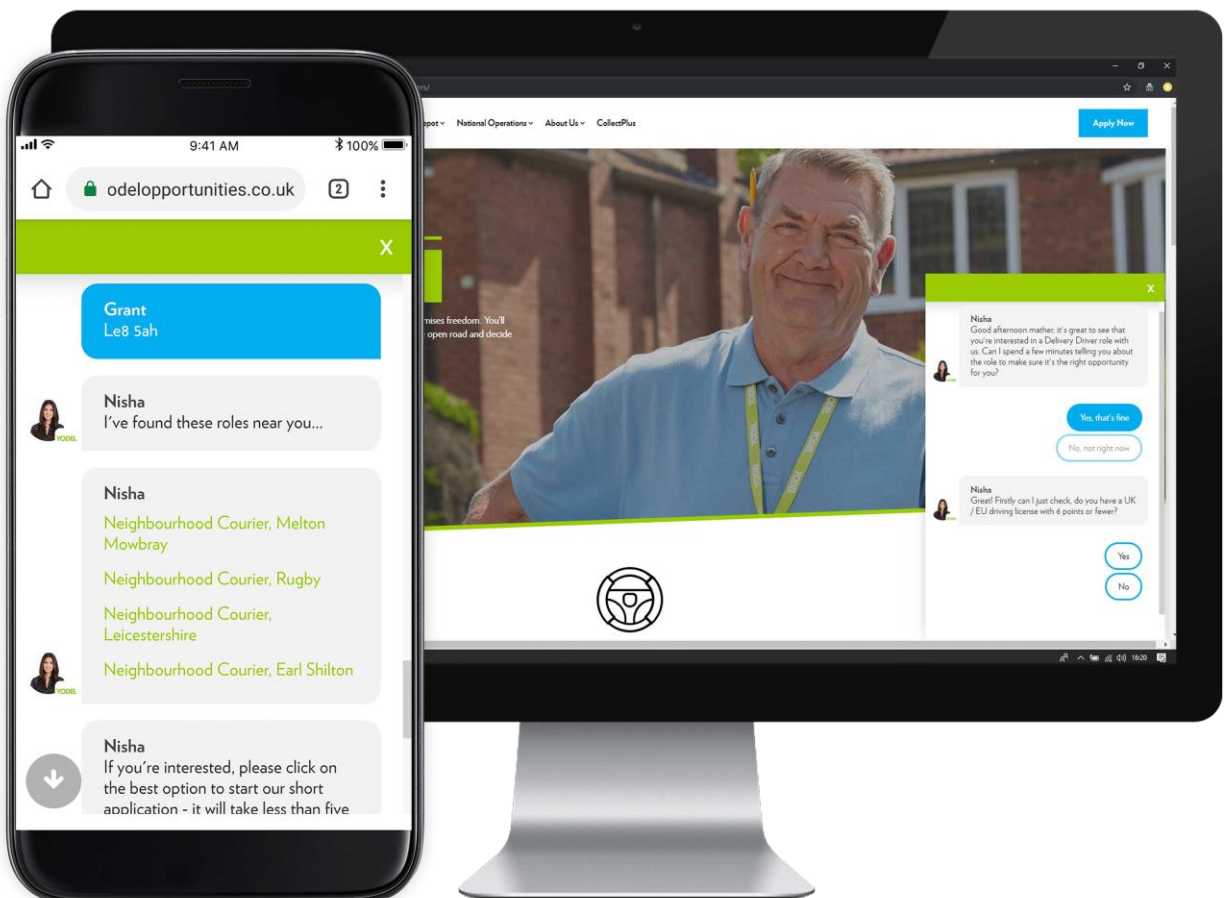 9:41 AM
100%
odelopportunities.co.uk
2
X
Grant
Le8 5ah
Nisha
I've found these roles near you...
YODEL
Nisha
Neighbourhood Courier, Melton
Mowbray
Neighbourhood Courier, Rugby
Neighbourhood Courier,
Leicestershire
Neighbourhood Courier, Earl Shilton
YODEL
Nisha
If you're interested, please click on
the best option to start our short
application - it will take less than five
National Operations
About Us
CollectPlus
Apply Now
mises freedom. You'll
open road and decide
YODEL
X
Nisha
Good afternoon mather, it's great to see that
you're interested in a Delivery Driver role with
us. Can I spend a few minutes telling you about
the role to make sure it's the right opportunity
for you?
Yes, that's fine
No, not right now
Nisha
Great! Firstly can I just check, do you have a UK
/ EU driving license with 6 points or fewer?
Yes
No
16:20